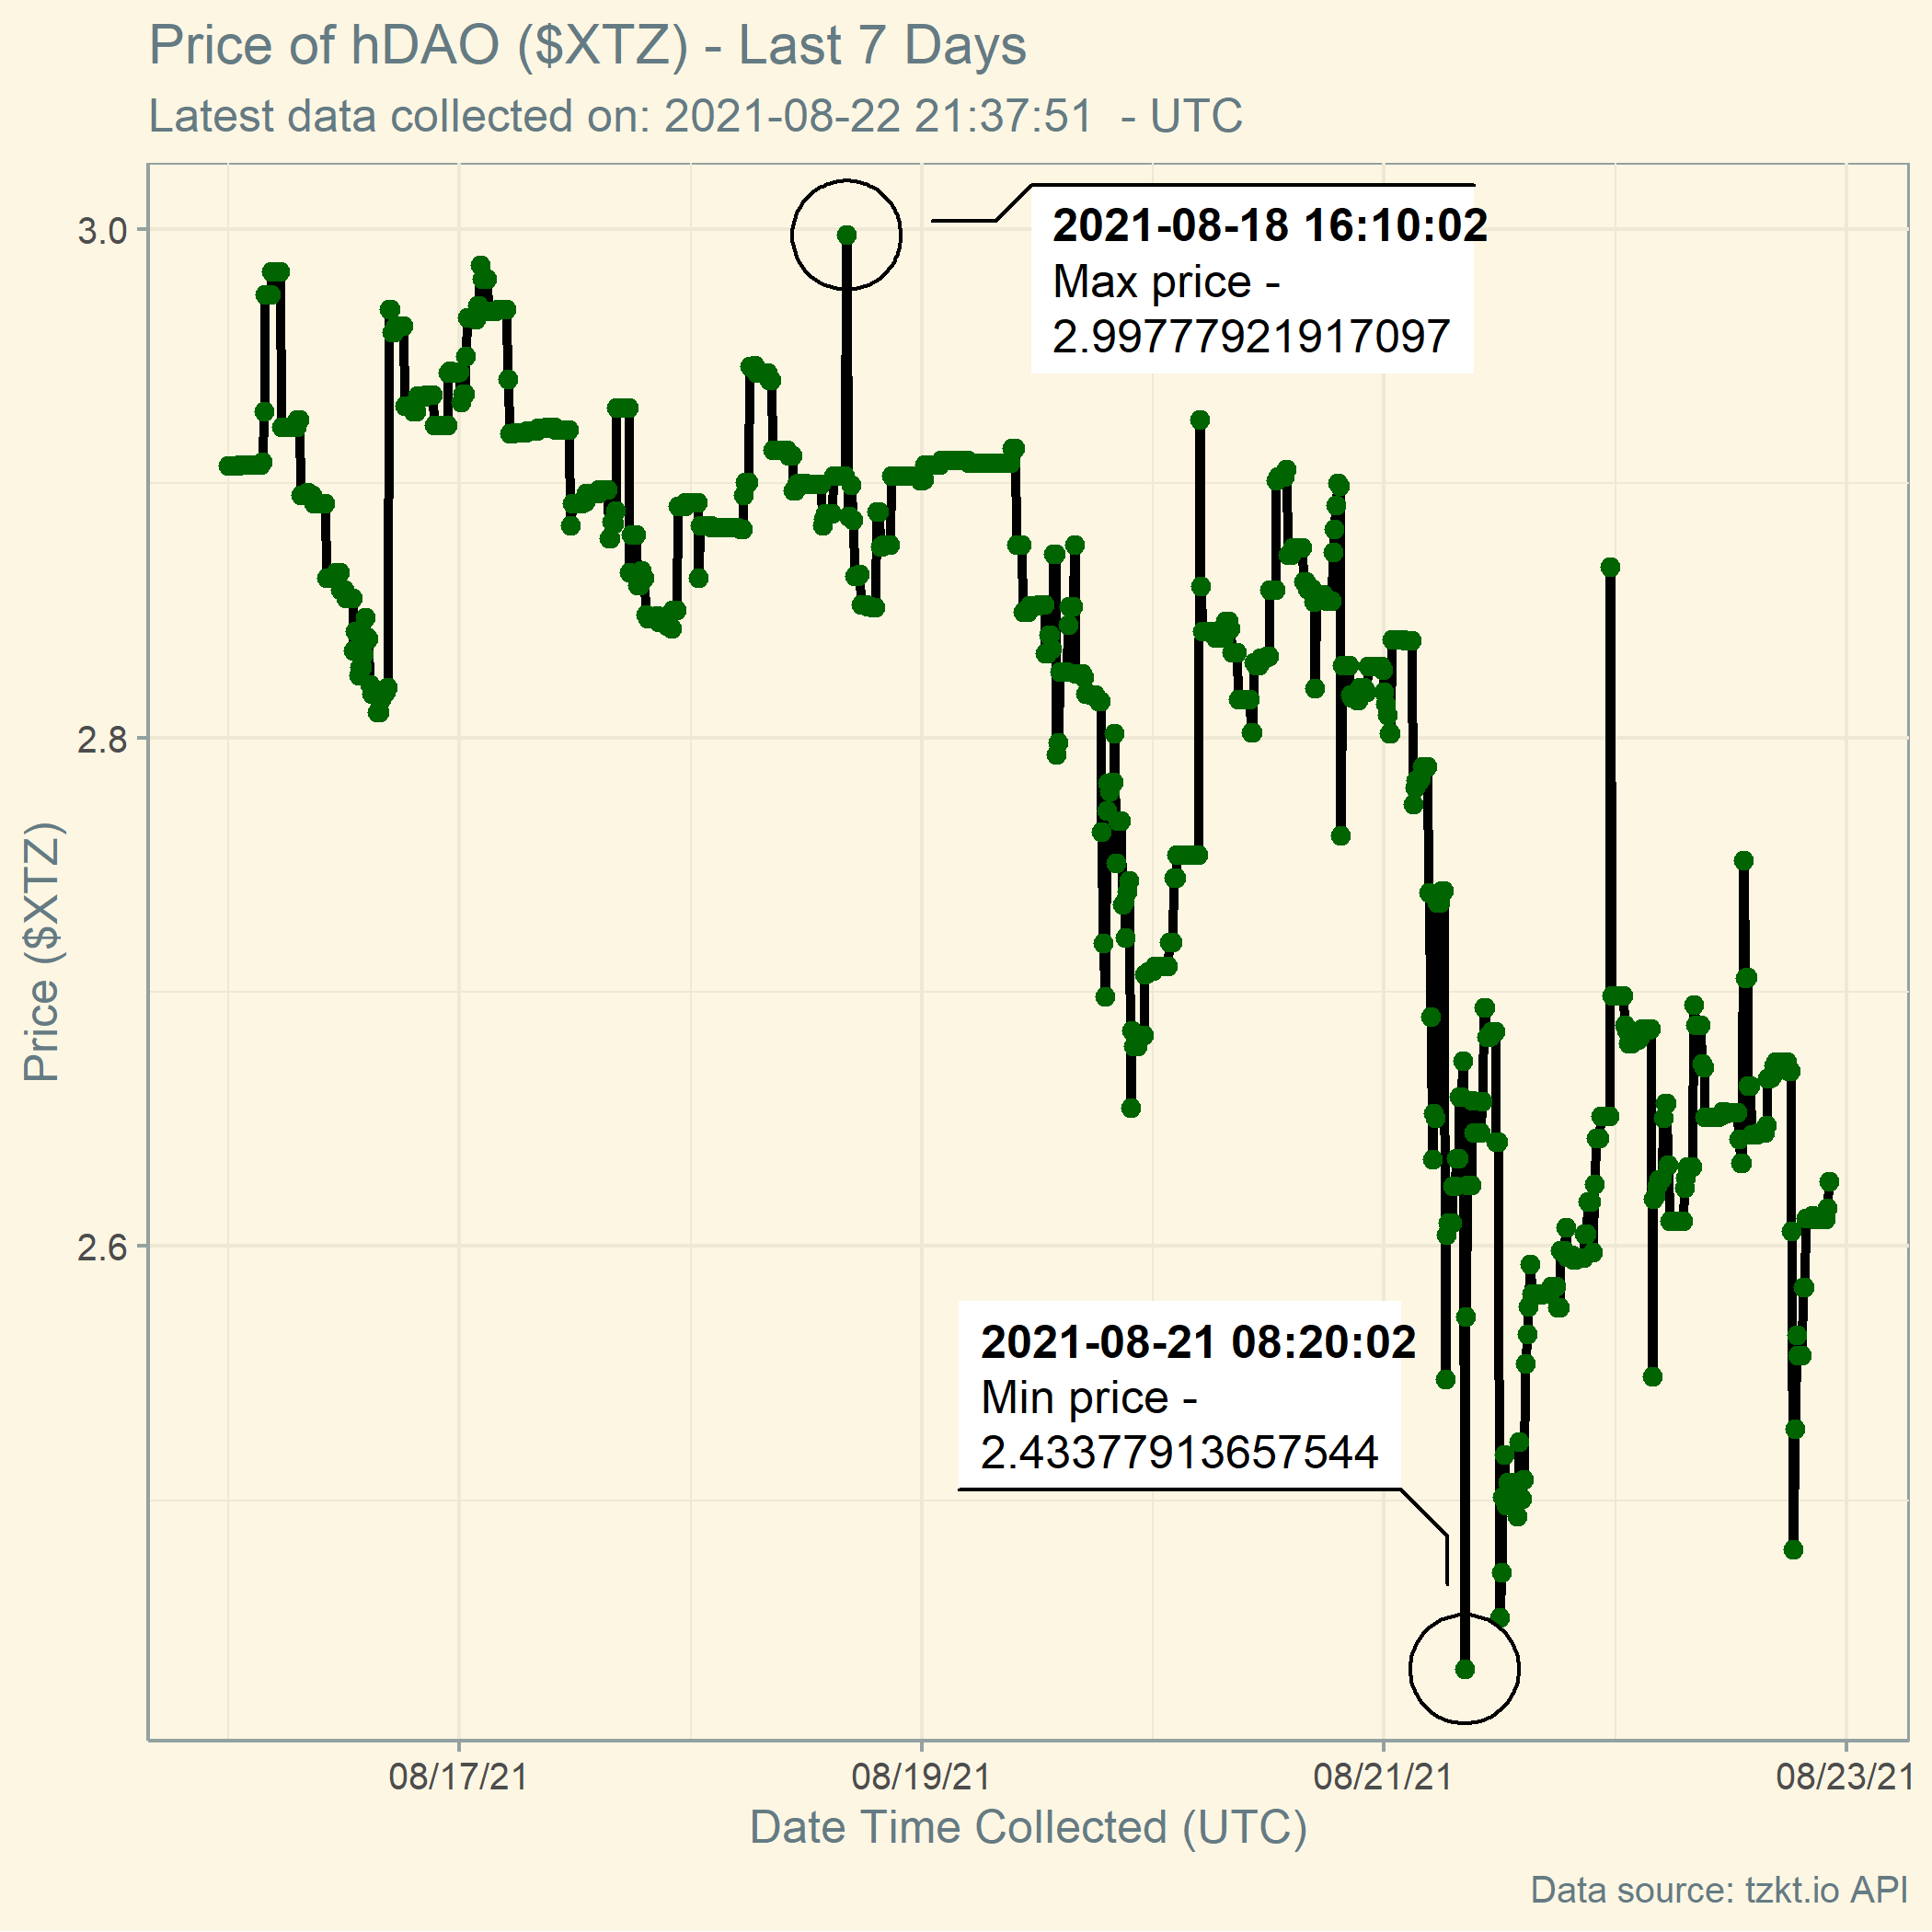 Price of hDAO ($XTZ) - Last 7 Days
Latest data collected on: 2021-08-22 21:37:51  - UTC
2021-08-18 16:10:02
Max price -
2.99777921917097
3.0
2.8
2.6
Price ($XTZ)
2021-08-21 08:20:02
Min price -
2.43377913657544
08/17/21
08/19/21
08/21/21
08/23/21
Date Time Collected (UTC)
Data source: tzkt.io API